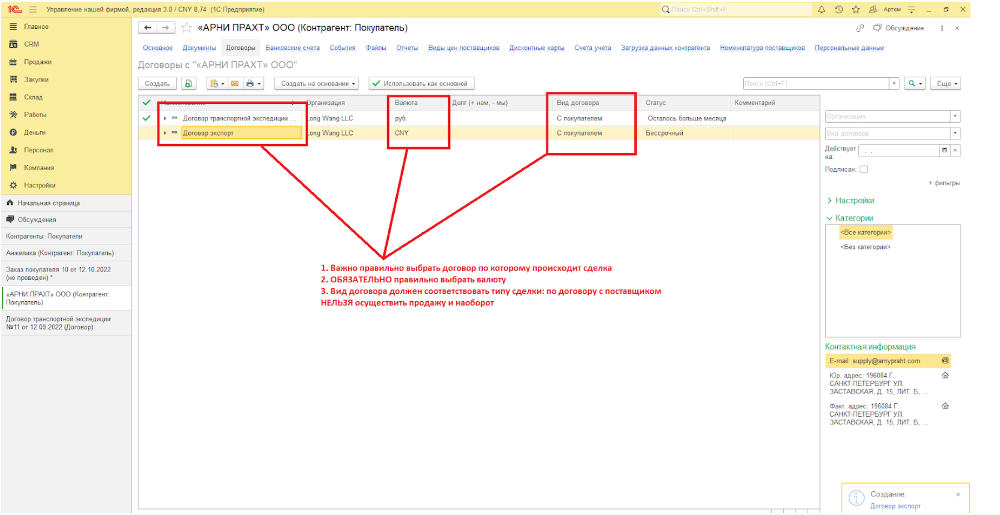 Управление нашей фирмой, редакция 3.0 / CNY 8,74 (1С:Предприятие)
Поиск Ctrl+Shift+F
Артем
Главное
CRM
Продажи
Закупки
Склад
Работы
Деньги
Персонал
Компания
Настройки
Начальная страница
Обсуждения
Контрагенты: Покупатели
Анжелика (Контрагент: Покупатель)
Заказ покупателя 10 от 12.10.2022
(не проведен) *
«АРНИ ПРАХТ» ООО (Контрагент:
Покупатель)
Договор транспортной экспедиции
№11 от 12.09.2022 (Договор)
«АРНИ ПРАХТ» ООО (Контрагент: Покупатель)
Обсуждение
Основное Документы Договоры Банковские счета События Файлы Отчеты Виды цен поставщиков Дисконтные карты Счета учета Загрузка данных контрагента Номенклатура поставщиков Персональные данные
Договоры с "«АРНИ ПРАХТ» ООО"
Создать Создать на основании Использовать как основной Поиск (Ctrl+F) Еще
Наименование Организация Валюта Долг (+ нам, - мы) Вид договора Статус Комментарий
Договор транспортной экспедиции ... Long Wang LLC руб. С покупателем Осталось больше месяца
Договор экспорт Long Wang LLC CNY С покупателем Бессрочный
1. Важно правильно выбрать договор по которому происходит сделка
2. ОБЯЗАТЕЛЬНО правильно выбрать валюту
3. Вид договора должен соответствовать типу сделки: по договору с поставщиком
НЕЛЬЗЯ осуществить продажу и наоборот
Организация
Вид договора
Действует
на:
. .
Подписан:
+ фильтры
Настройки
Категории
<Все категории>
<Без категории>
Контактная информация
E-mail: supply@arnypraht.com
Юр. адрес: 196084 Г.
САНКТ-ПЕТЕРБУРГ УЛ.
ЗАСТАВСКАЯ, Д. 15, ЛИТ. Б, ...
Факт. адрес: 196084 Г.
САНКТ-ПЕТЕРБУРГ УЛ.
ЗАСТАВСКАЯ, Д. 15, ЛИТ. Б, ...
Создание:
Договор экспорт